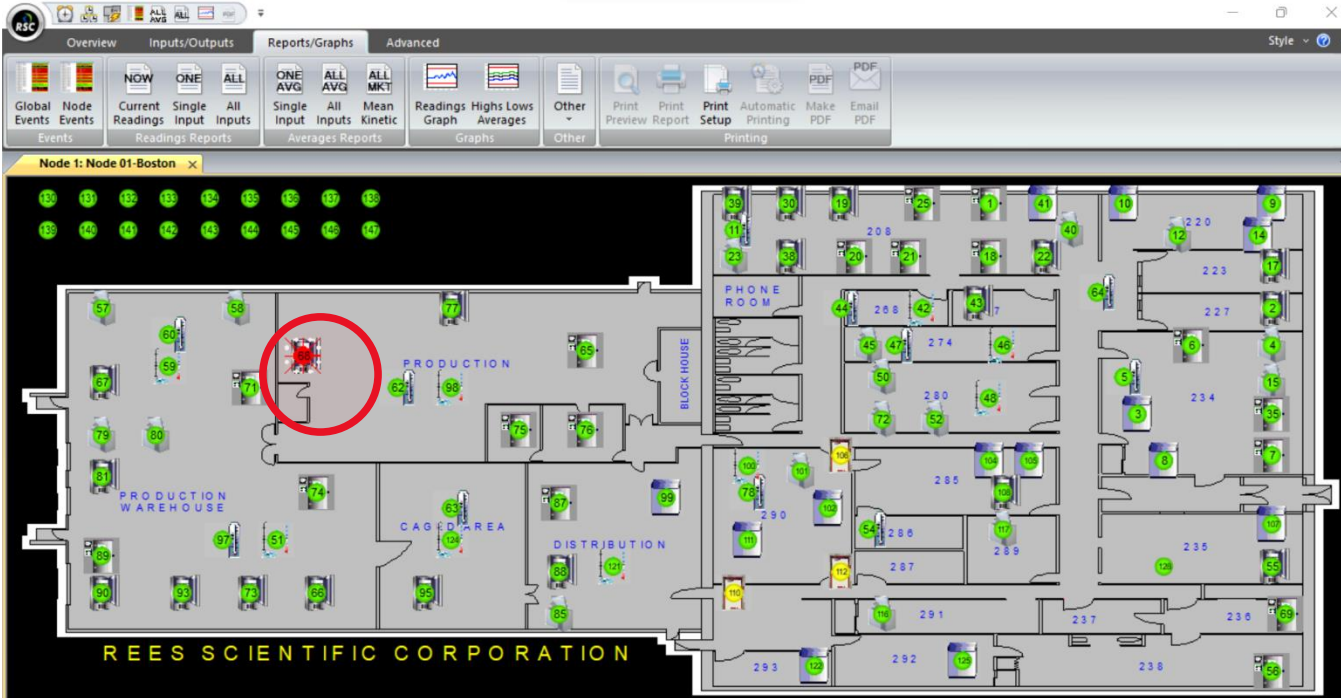 RSC
ALL AVG ALL
Overview Inputs/Outputs Reports/Graphs Advanced Style
NOW ONE ALL ONE AVG ALL AVG ALL MKT PDF PDF
Global Events Node Events Current Readings Single Input All Inputs Single Input All Inputs Mean Kinetic Readings Graph Highs Lows Averages Other Print Preview Print Report Print Setup Automatic Printing Make PDF Email PDF
Events Readings Reports Averages Reports Graphs Other Printing
Node 1: Node 01-Boston
130 131 132 133 134 135 136 137 138
139 140 141 142 143 144 145 146 147
39 30 19 25 1 41 10 9
11 208 40 12 220 14
23 38 20 21 18 22 223 17
PHONE ROOM
64
57 58 77 44 268 42 43 7 227 2
60 65 45 47 274 46 6 4
59 PRODUCTION BLOCK HOUSE
67 71 62 98 50 280 48 5 234 15
79 80 75 76 72 52 3 35
81 74 100 101 106 104 105 8 7
PRODUCTION WAREHOUSE
63 87 99 78 290 102 285 108
CAGED AREA
97 51 124 DISTRIBUTION 111 54 286 117 289 235 107
89 88 121 112 287 126 55
90 93 73 66 95 85 110 116 291 237 236 69
REES SCIENTIFIC CORPORATION
293 122 292 125 238 56